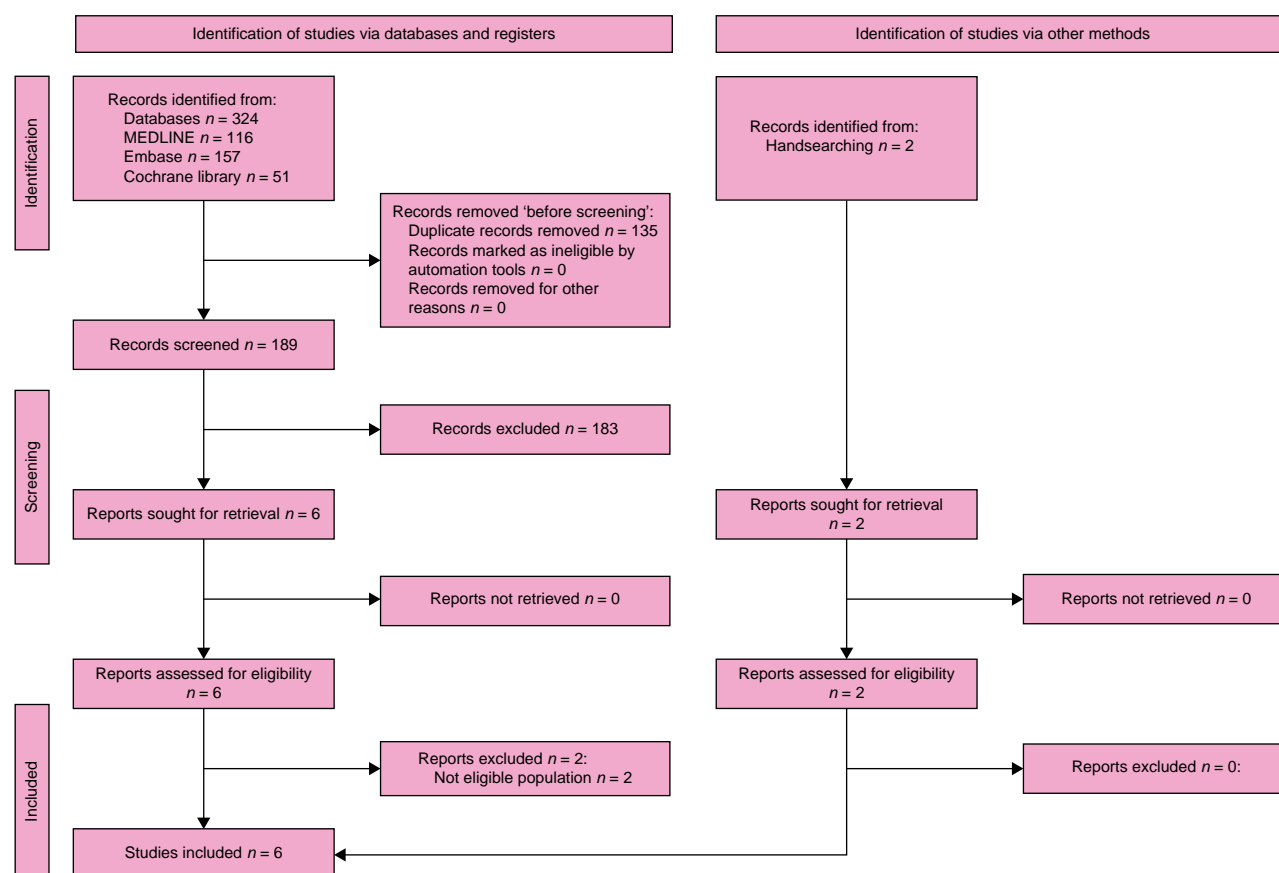 Identification of studies via databases and registers
Identification of studies via other methods
Identification
Records identified from:
Databases n = 324
MEDLINE n = 116
Embase n = 157
Cochrane library n = 51
Records identified from:
Handsearching n = 2
Records removed ‘before screening’:
Duplicate records removed n = 135
Records marked as ineligible by
automation tools n = 0
Records removed for other
reasons n = 0
Records screened n = 189
Screening
Records excluded n = 183
Reports sought for retrieval n = 6
Reports sought for retrieval
n = 2
Reports not retrieved n = 0
Reports not retrieved n = 0
Reports assessed for eligibility
n = 6
Reports assessed for eligibility
n = 2
Included
Reports excluded n = 2:
Not eligible population n = 2
Reports excluded n = 0:
Studies included n = 6